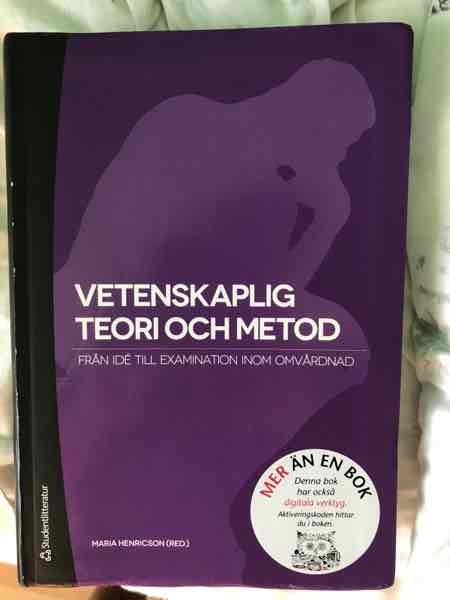 VETENSKAPLIG
TEORI OCH METOD
FRÅN IDÉ TILL EXAMINATION INOM OMVÅRDNAD
MER ÄN EN BOK
Denna bok
har också
digitala verktyg.
Aktiveringskoden hittar
du i boken.
MARIA HENRICSON (RED.)
Studentlitteratur